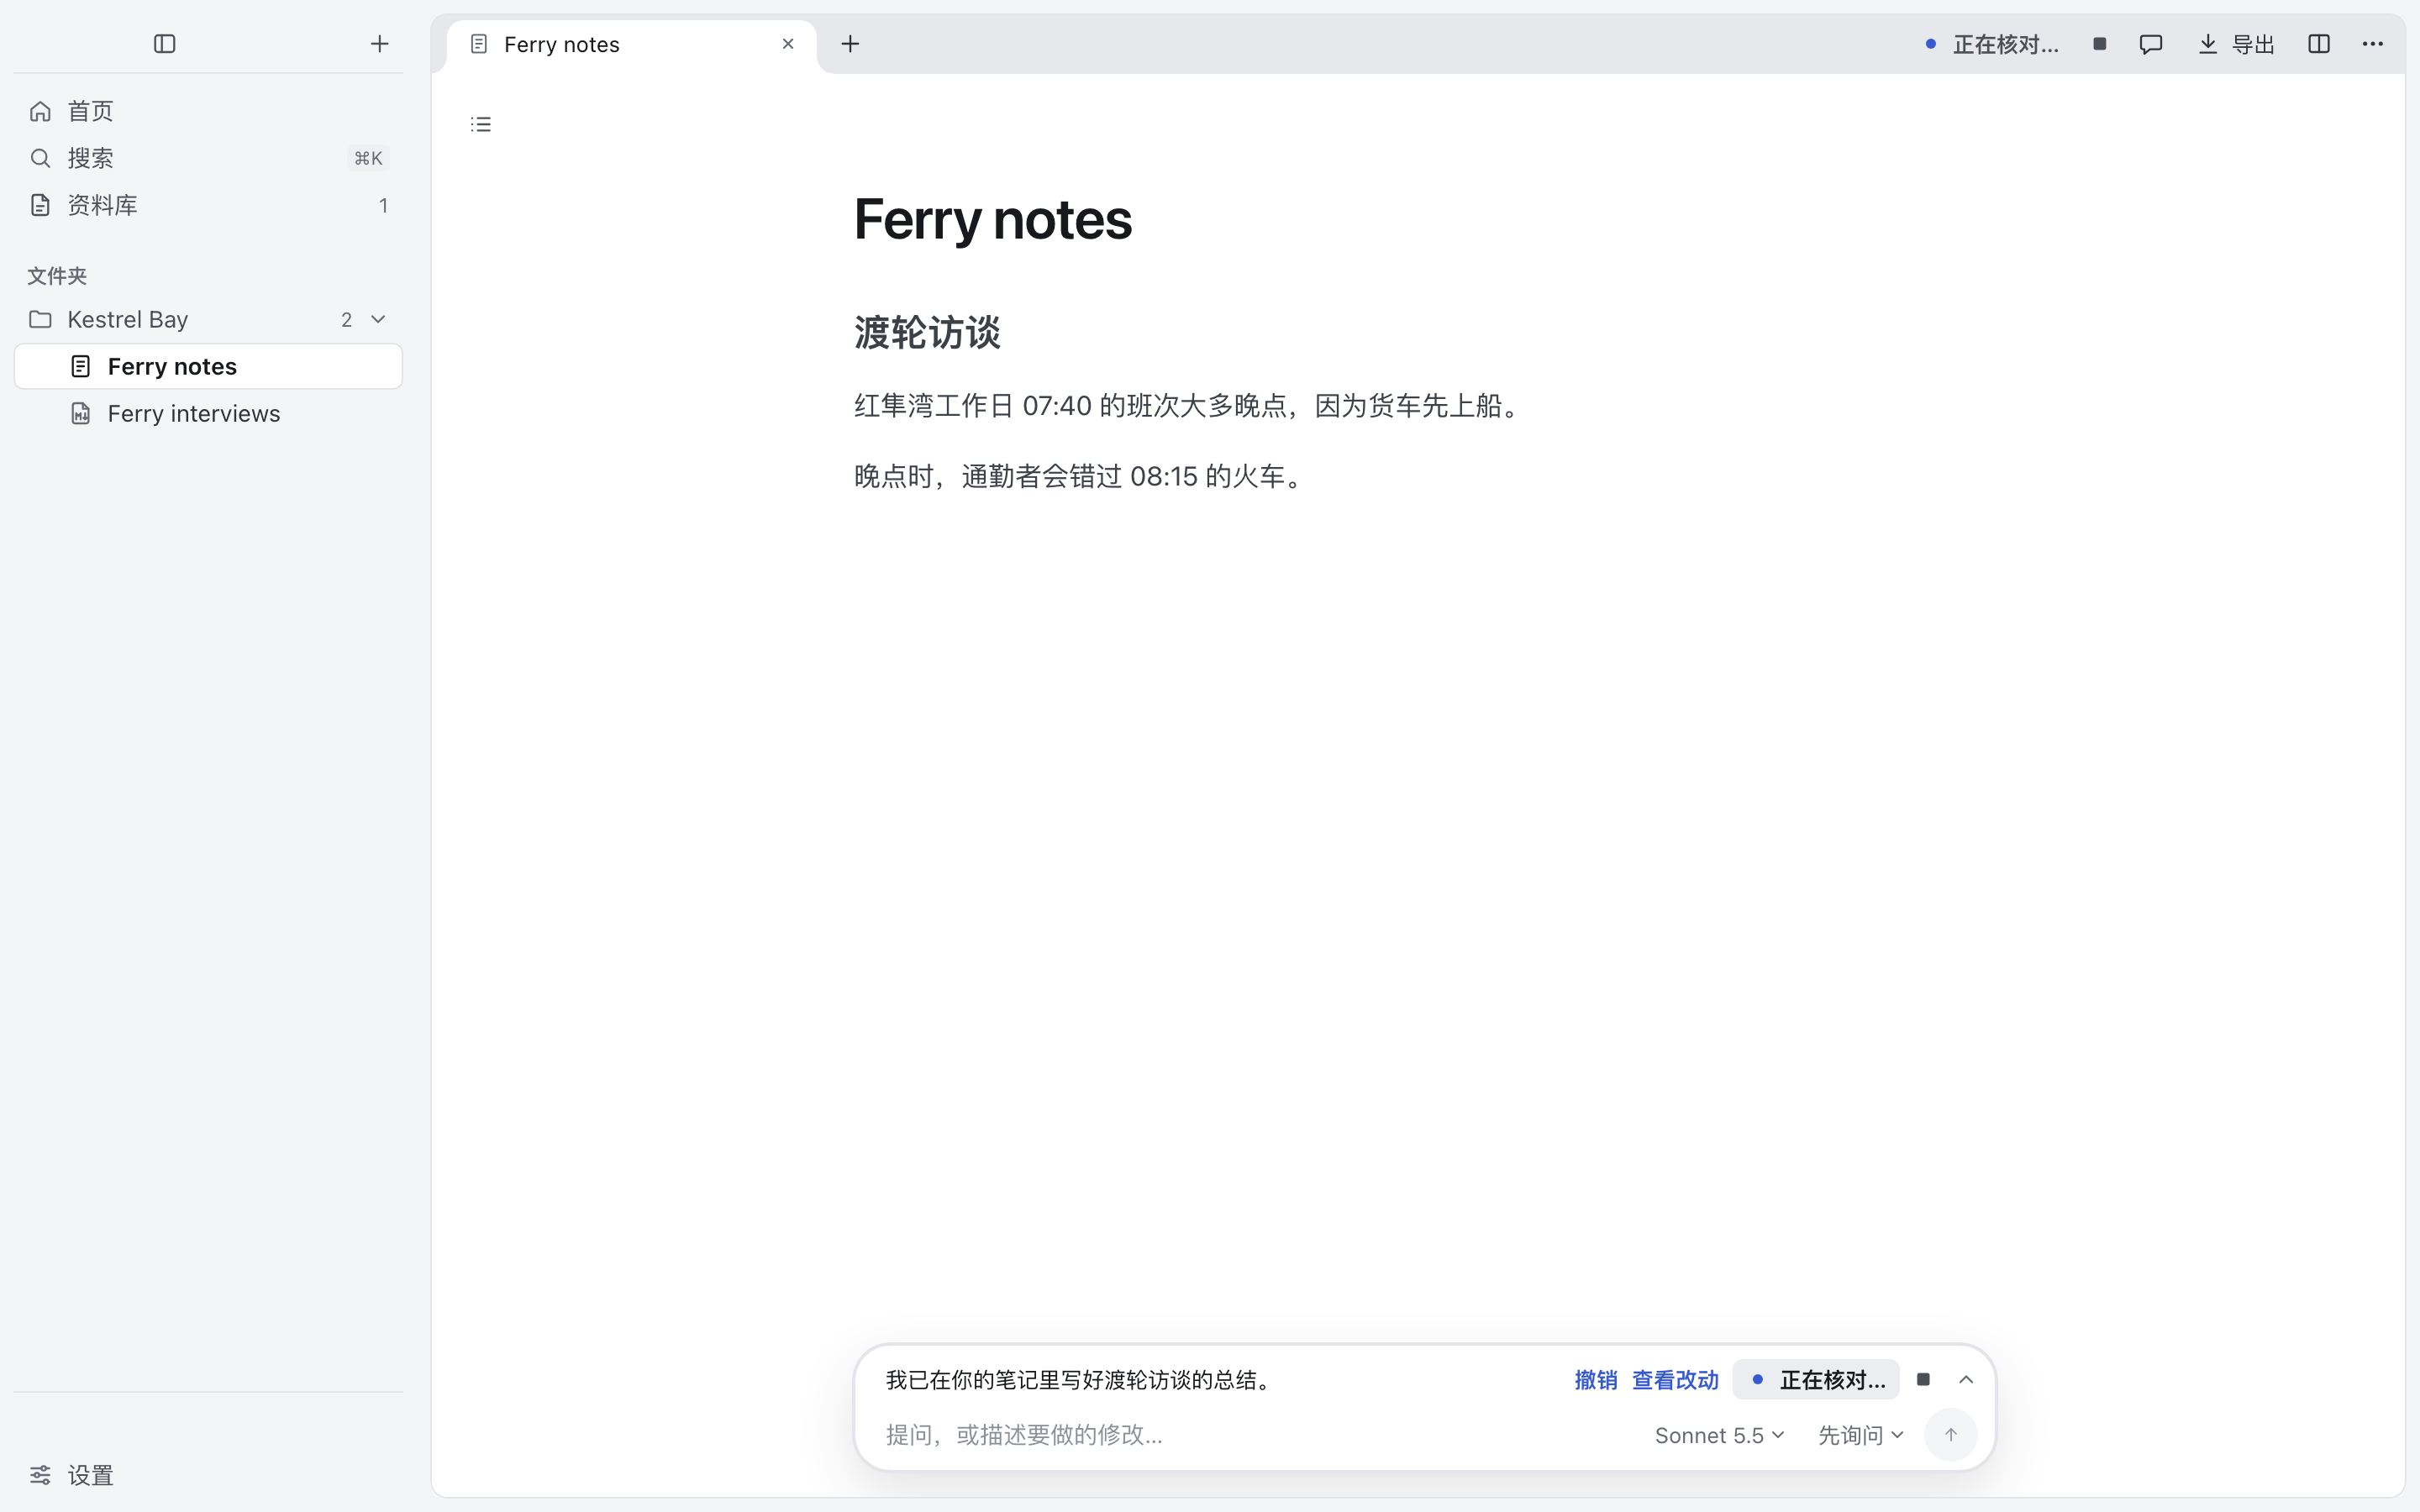 Ferry notes
正在核对...
导出
首页
搜索
⌘K
资料库
1
文件夹
Kestrel Bay
2
Ferry notes
Ferry interviews
设置
Ferry notes
渡轮访谈
红隼湾工作日 07:40 的班次大多晚点，因为货车先上船。
晚点时，通勤者会错过 08:15 的火车。
我已在你的笔记里写好渡轮访谈的总结。
撤销 查看改动 正在核对...
提问，或描述要做的修改...
Sonnet 5.5 先询问